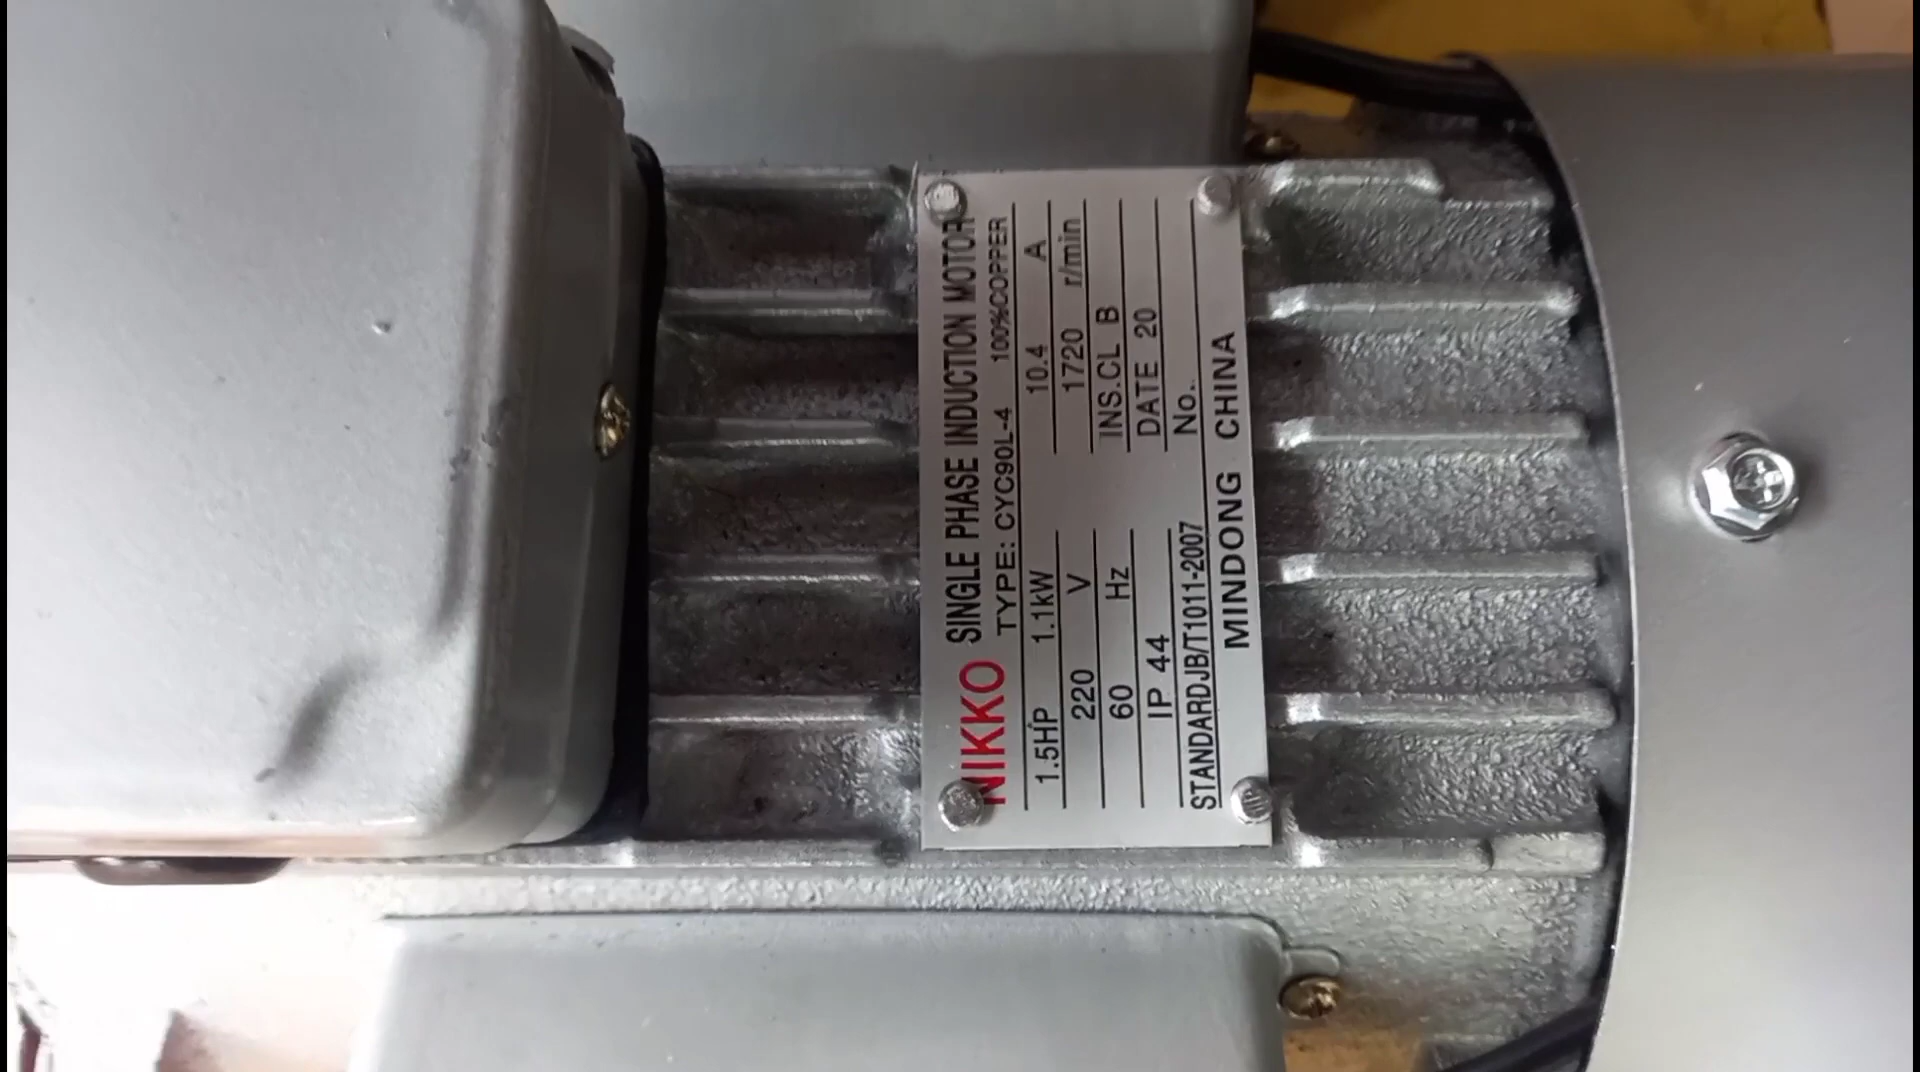 NIKKO SINGLE PHASE INDUCTION MOTOR
TYPE: CYC90L-4 100%COPPER
1.5HP 1.1kW 10.4 A
220 V 1720 r/min
60 Hz INS.CL B
IP 44 DATE 20
STANDARDJB/T1011-2007 No..
MINDONG CHINA